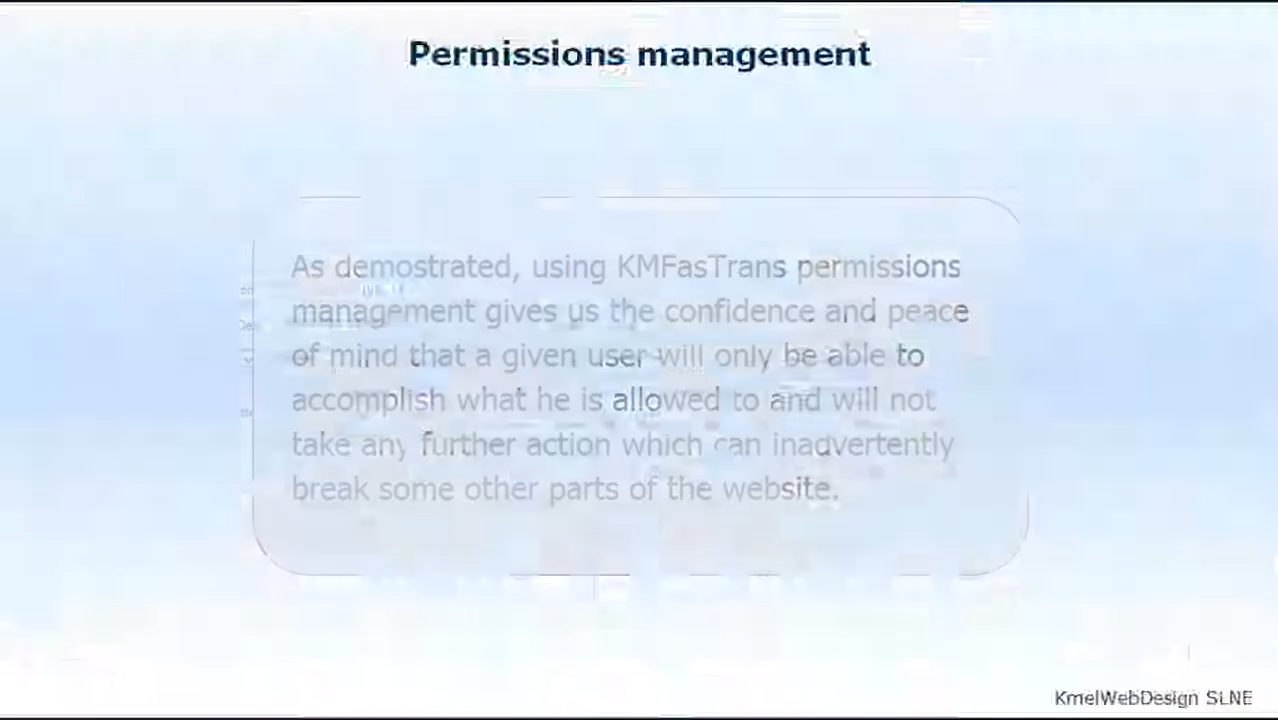 Permissions management
As demostrated, using KMFasTrans permissions
management gives us the confidence and peace
of mind that a given user will only be able to
accomplish what he is allowed to and will not
take any further action which can inadvertently
break some other parts of the website.
KmelWebDesign SLNE